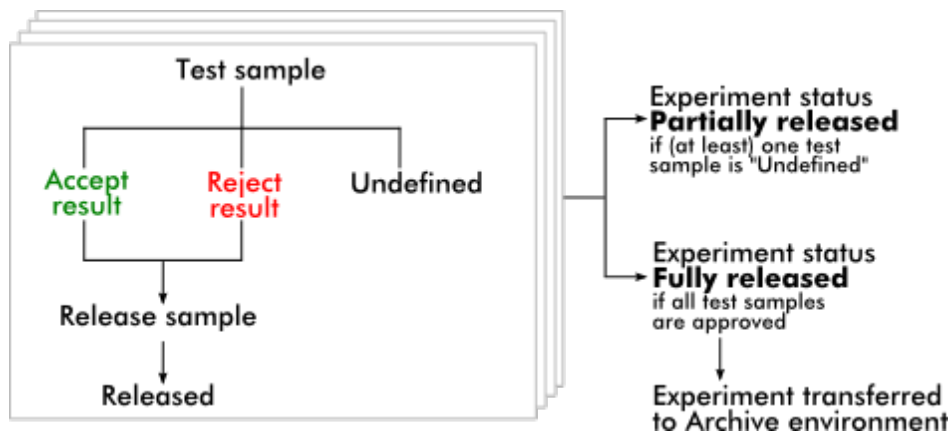 Test sample
Accept
result
Reject
result
Undefined
Release sample
Released
Experiment status
Partially released
if (at least) one test
sample is "Undefined"
Experiment status
Fully released
if all test samples
are approved
Experiment transferred
to Archive environment